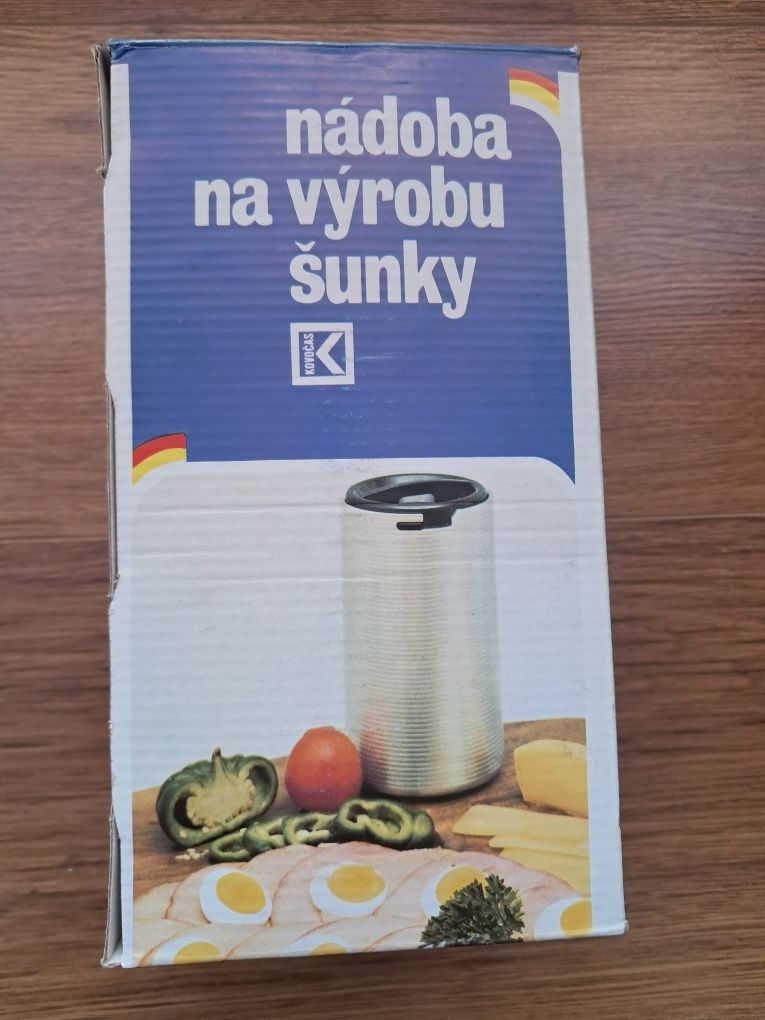 nádoba
na výrobu
šunky
KOVOČAS